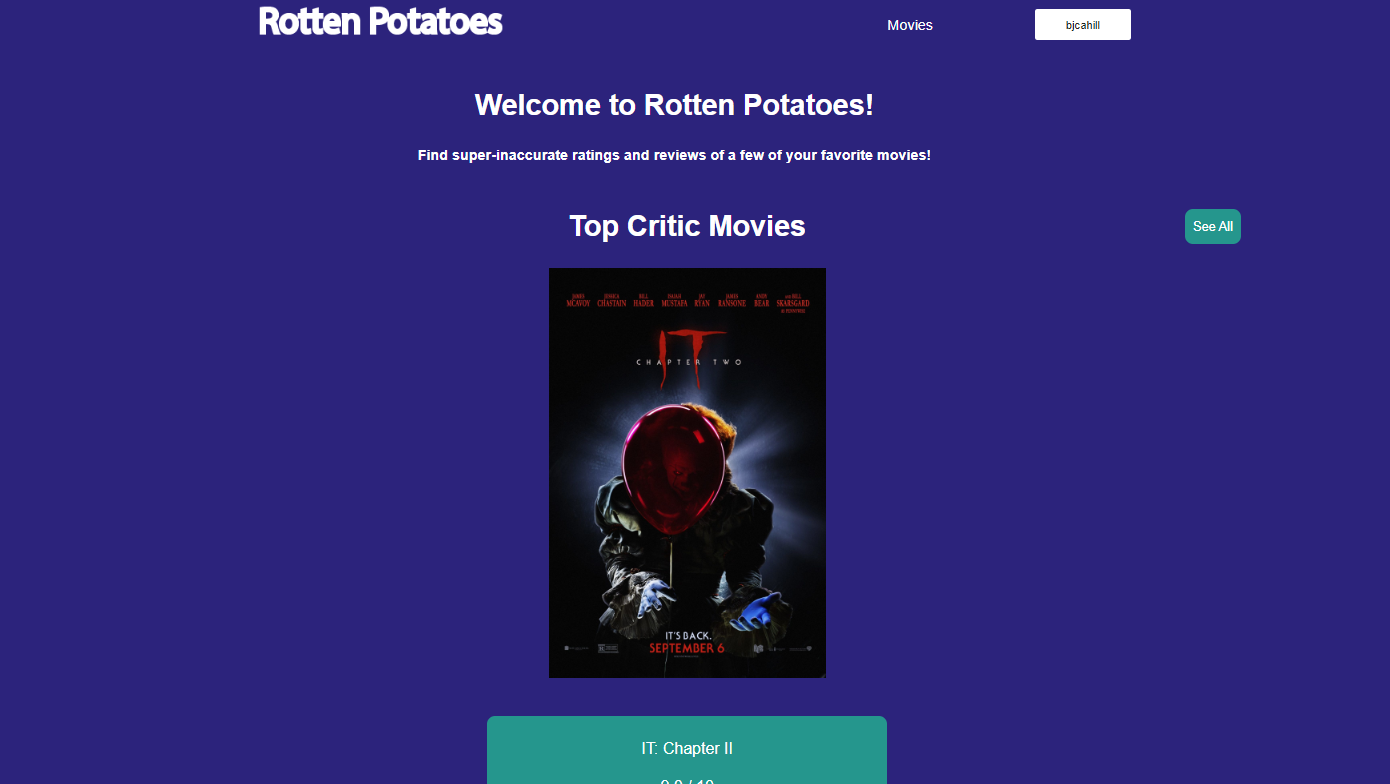 Rotten Potatoes
Movies
bjcahill
Welcome to Rotten Potatoes!
Find super-inaccurate ratings and reviews of a few of your favorite movies!
Top Critic Movies
See All
JAMES MCAVOY JESSICA CHASTAIN BILL HADER ISAIAH MUSTAFA JAY RYAN JAMES RANSONE ANDY BEAN AND BILL SKARSGARD
IT
CHAPTER TWO
IT'S BACK.
SEPTEMBER 6
IT: Chapter II